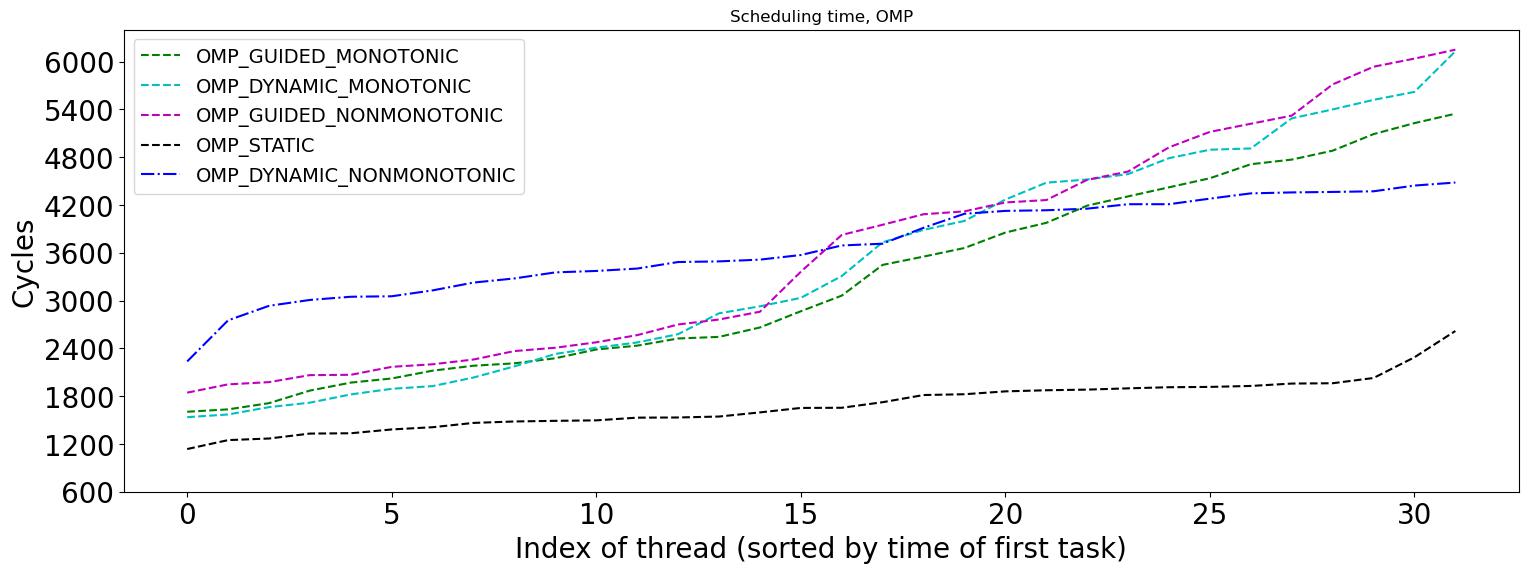 Scheduling time, OMP
OMP_GUIDED_MONOTONIC
OMP_DYNAMIC_MONOTONIC
OMP_GUIDED_NONMONOTONIC
OMP_STATIC
OMP_DYNAMIC_NONMONOTONIC
Cycles
6000
5400
4800
4200
3600
3000
2400
1800
1200
600
0 5 10 15 20 25 30
Index of thread (sorted by time of first task)